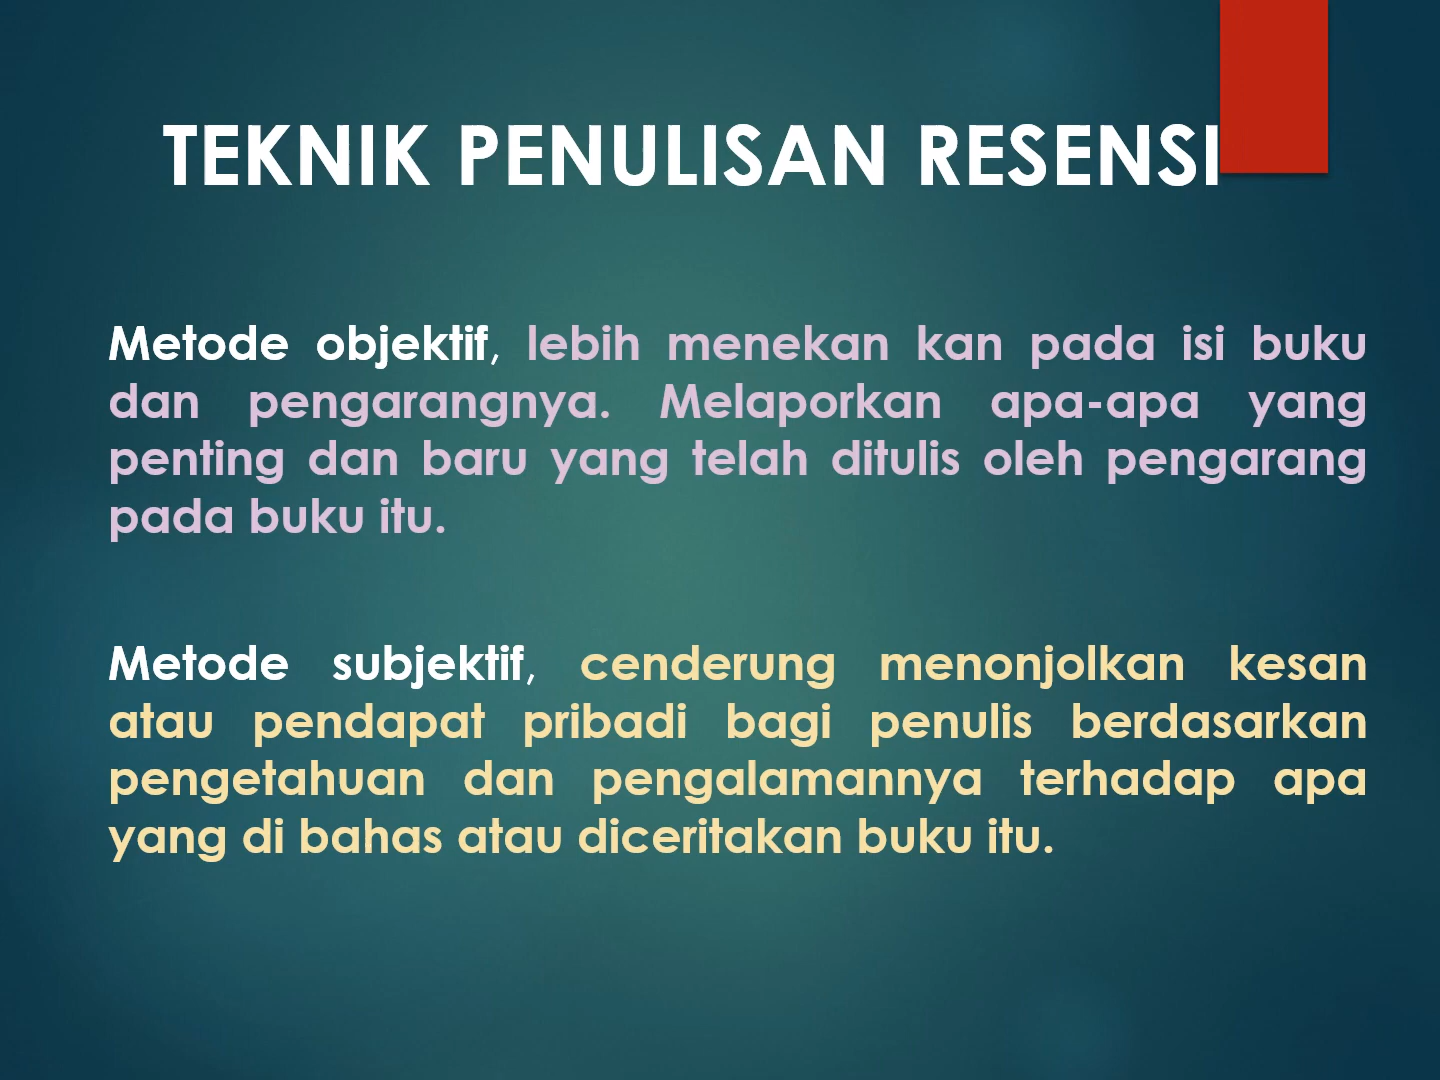 TEKNIK PENULISAN RESENSI
Metode objektif, lebih menekan kan pada isi buku
dan pengarangnya. Melaporkan apa-apa yang
penting dan baru yang telah ditulis oleh pengarang
pada buku itu.
Metode subjektif, cenderung menonjolkan kesan
atau pendapat pribadi bagi penulis berdasarkan
pengetahuan dan pengalamannya terhadap apa
yang di bahas atau diceritakan buku itu.